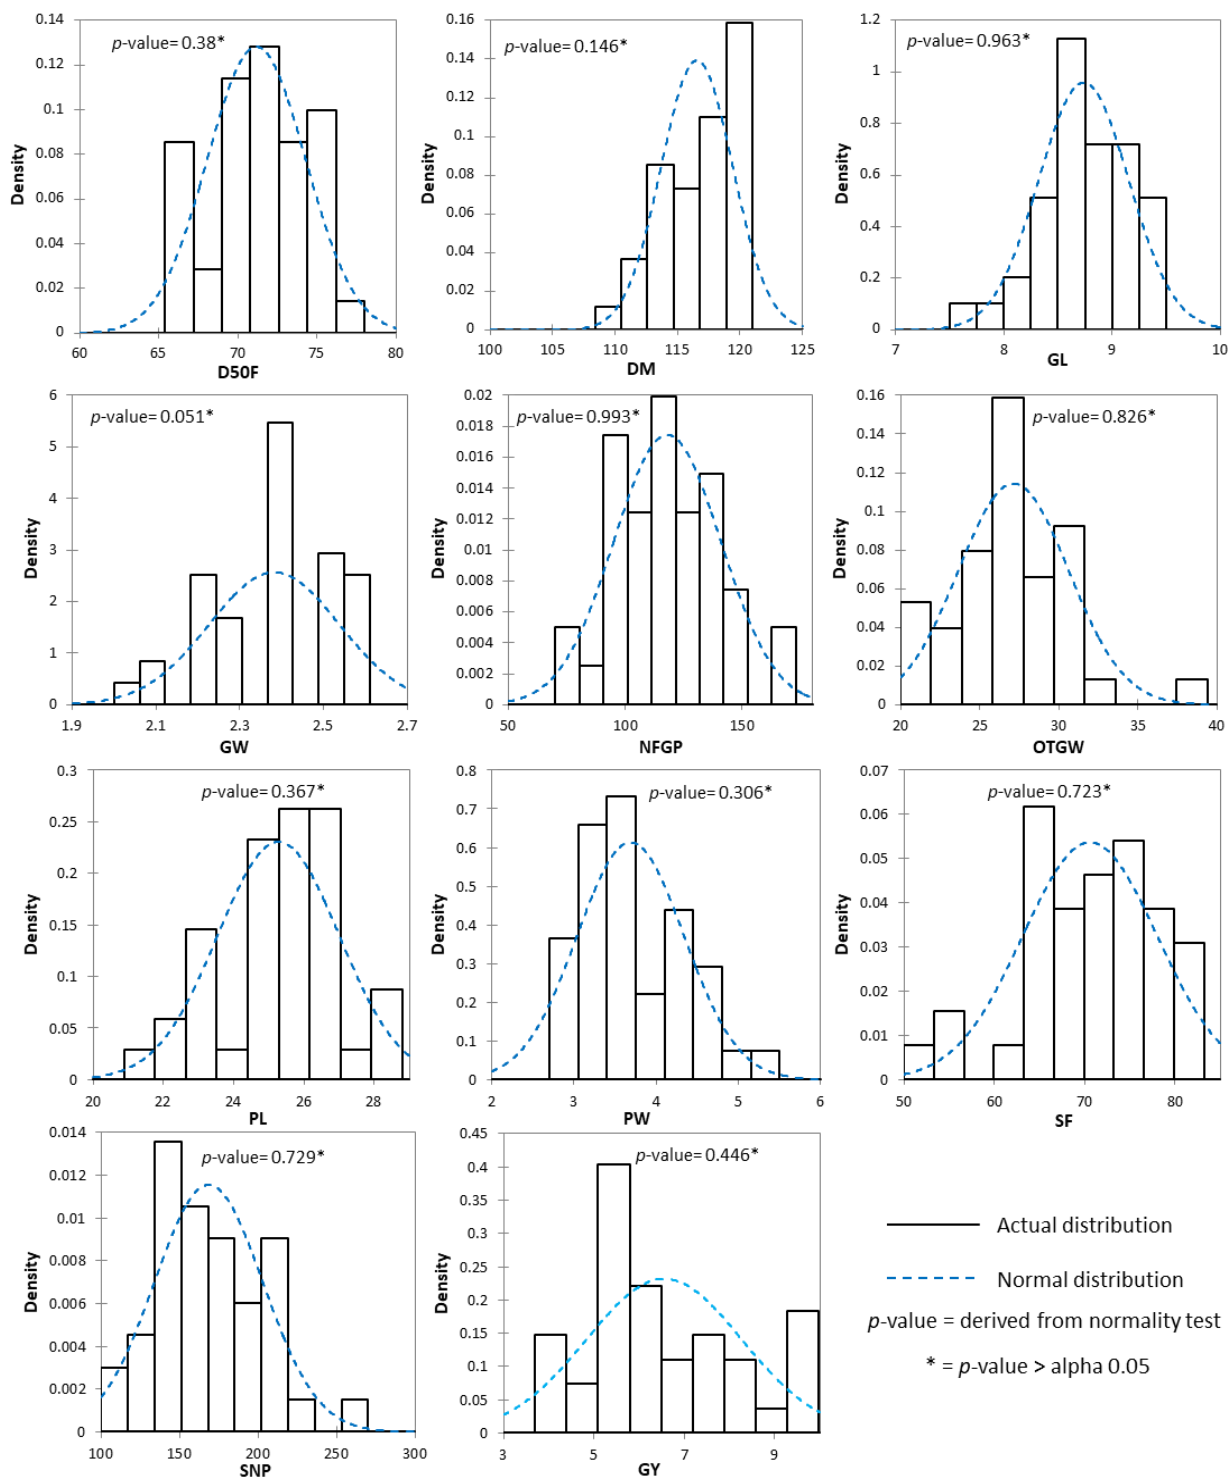 p-value= 0.38*
Density
0.14
0.12
0.1
0.08
0.06
0.04
0.02
0
60 65 70 75 80
D50F
p-value= 0.146*
Density
0.16
0.14
0.12
0.1
0.08
0.06
0.04
0.02
0
100 105 110 115 120 125
DM
p-value= 0.963*
Density
1.2
1
0.8
0.6
0.4
0.2
0
7 8 9 10
GL
p-value= 0.051*
Density
6
5
4
3
2
1
0
1.9 2.1 2.3 2.5 2.7
GW
p-value= 0.993*
Density
0.02
0.018
0.016
0.014
0.012
0.01
0.008
0.006
0.004
0.002
0
50 100 150
NFGP
p-value= 0.826*
Density
0.16
0.14
0.12
0.1
0.08
0.06
0.04
0.02
0
20 25 30 35 40
OTGW
p-value= 0.367*
Density
0.3
0.25
0.2
0.15
0.1
0.05
0
20 22 24 26 28
PL
p-value= 0.306*
Density
0.8
0.7
0.6
0.5
0.4
0.3
0.2
0.1
0
2 3 4 5 6
PW
p-value= 0.723*
Density
0.07
0.06
0.05
0.04
0.03
0.02
0.01
0
50 60 70 80
SF
p-value= 0.729*
Density
0.014
0.012
0.01
0.008
0.006
0.004
0.002
0
100 150 200 250 300
SNP
p-value= 0.446*
Density
0.45
0.4
0.35
0.3
0.25
0.2
0.15
0.1
0.05
0
3 5 7 9
GY
Actual distribution
Normal distribution
p-value = derived from normality test
* = p-value > alpha 0.05